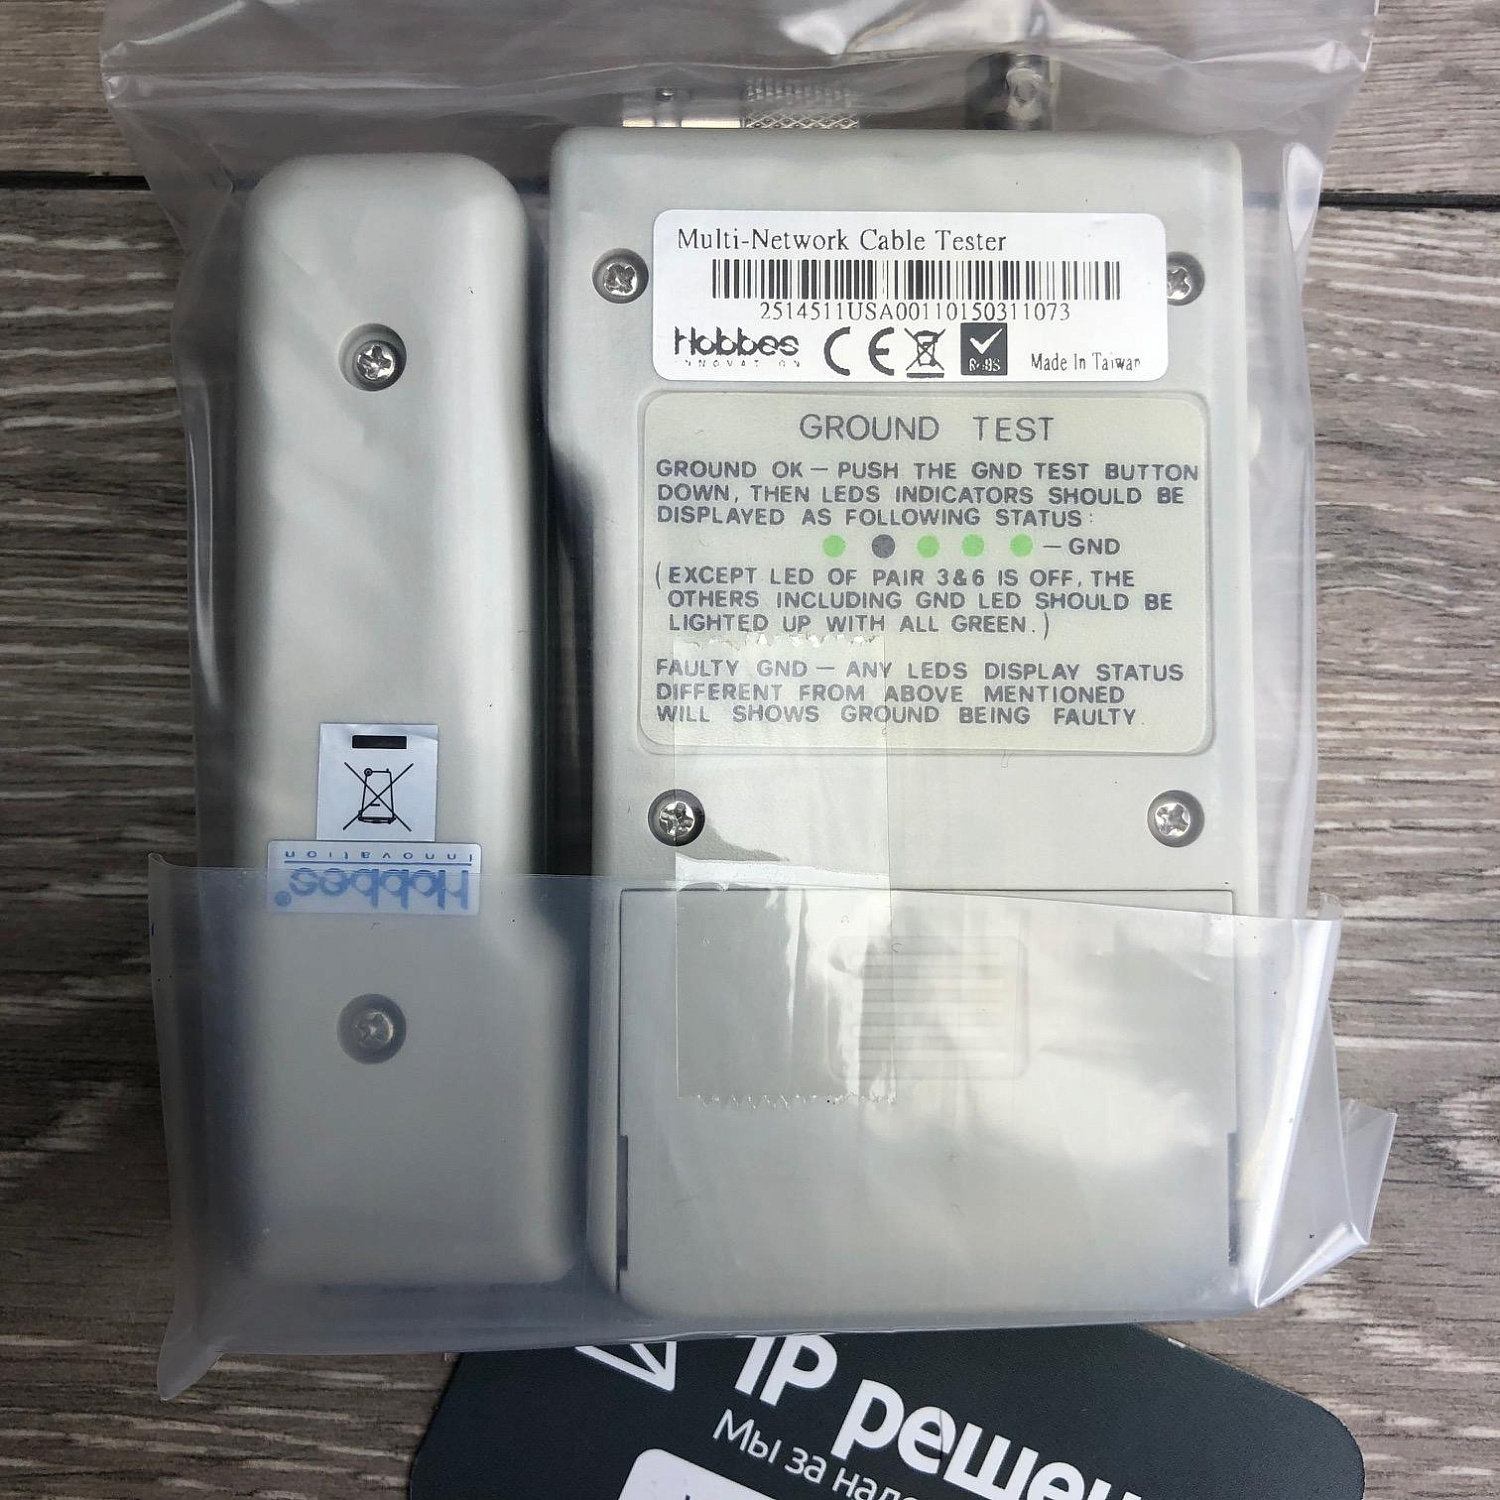 Multi-Network Cable Tester
2514511USA00110150311073
Hobbes
INNOVATION
CE
RoHS
Made In Taiwan
GROUND TEST
GROUND OK — PUSH THE GND TEST BUTTON
DOWN, THEN LEDS INDICATORS SHOULD BE
DISPLAYED AS FOLLOWING STATUS:
— GND
(EXCEPT LED OF PAIR 3&6 IS OFF, THE
OTHERS INCLUDING GND LED SHOULD BE
LIGHTED UP WITH ALL GREEN.)
FAULTY GND — ANY LEDS DISPLAY STATUS
DIFFERENT FROM ABOVE MENTIONED
WILL SHOWS GROUND BEING FAULTY.
Hobbes®
Innovation
IP решен
Мы за